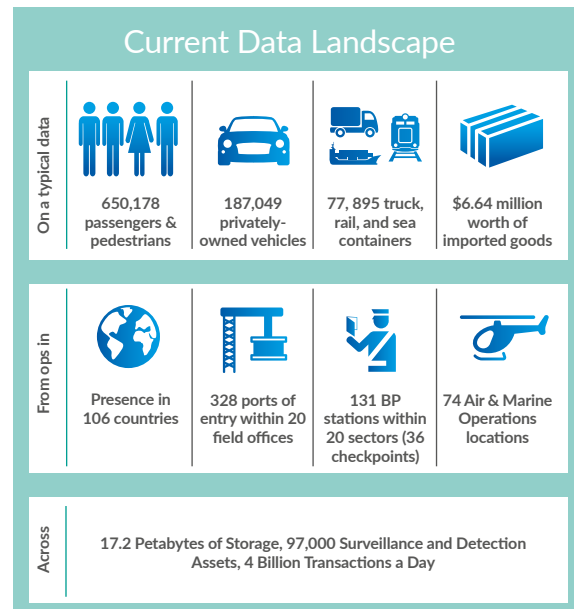 Current Data Landscape
On a typical data
650,178
passengers &
pedestrians
187,049
privately-
owned vehicles
77, 895 truck,
rail, and sea
containers
$6.64 million
worth of
imported goods
From ops in
Presence in
106 countries
328 ports of
entry within 20
field offices
131 BP
stations within
20 sectors (36
checkpoints)
74 Air & Marine
Operations
locations
Across
17.2 Petabytes of Storage, 97,000 Surveillance and Detection
Assets, 4 Billion Transactions a Day